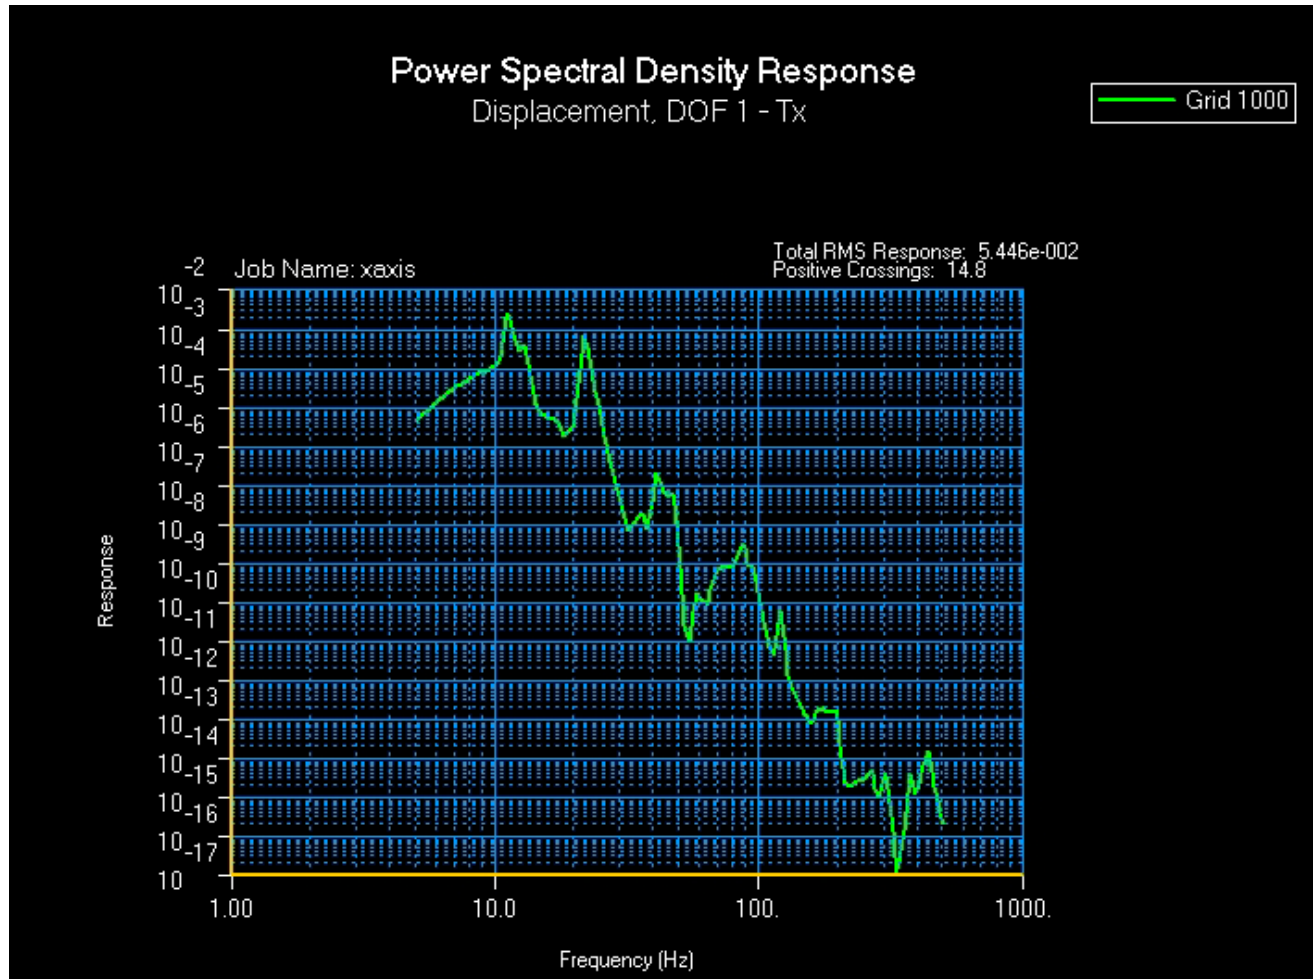 Power Spectral Density Response
Displacement, DOF 1 - Tx
Grid 1000
Total RMS Response: 5.446e-002
Positive Crossings: 14.8
Job Name: xaxis
10-2
10-3
10-4
10-5
10-6
10-7
10-8
10-9
10-10
10-11
10-12
10-13
10-14
10-15
10-16
10-17
Response
1.00 10.0 100. 1000.
Frequency (Hz)